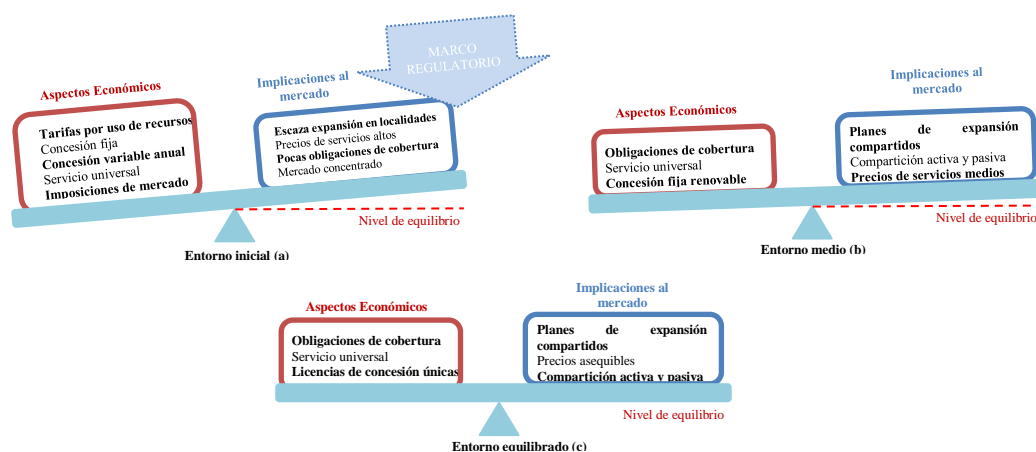 MARCO
REGULATORIO
Aspectos Económicos
Implicaciones al
mercado
Tarifas por uso de recursos
Concesión fija
Concesión variable anual
Servicio universal
Imposiciones de mercado
Escaza expansión en localidades
Precios de servicios altos
Pocas obligaciones de cobertura
Mercado concentrado
Nivel de equilibrio
Entorno inicial (a)
Aspectos Económicos
Implicaciones al
mercado
Obligaciones de cobertura
Servicio universal
Concesión fija renovable
Planes de expansión
compartidos
Compartición activa y pasiva
Precios de servicios medios
Nivel de equilibrio
Entorno medio (b)
Aspectos Económicos
Implicaciones al
mercado
Obligaciones de cobertura
Servicio universal
Licencias de concesión únicas
Planes de expansión
compartidos
Precios asequibles
Compartición activa y pasiva
Nivel de equilibrio
Entorno equilibrado (c)